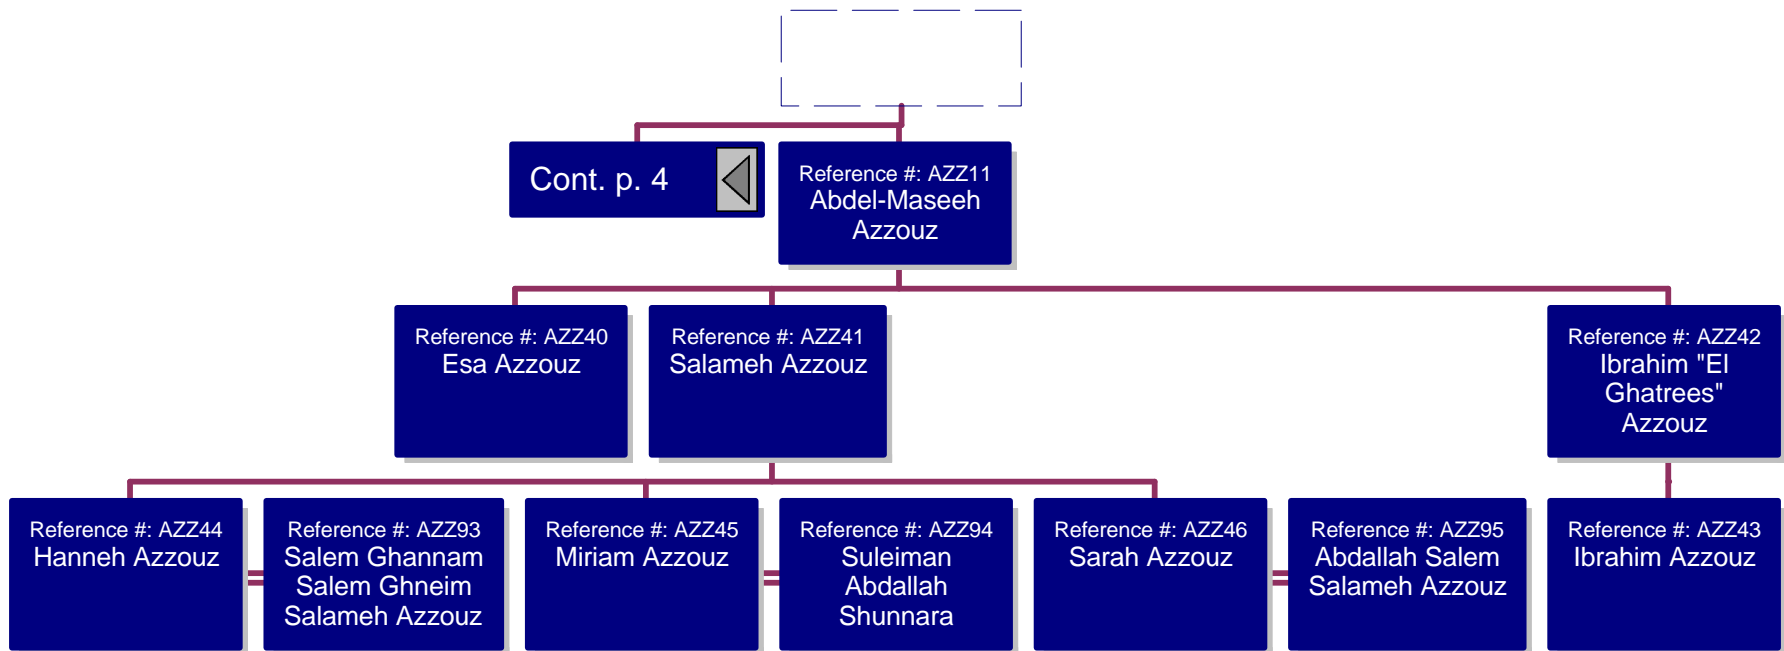 Cont. p. 4
Reference #: AZZ11
Abdel-Maseeh
Azzouz
Reference #: AZZ40
Esa Azzouz
Reference #: AZZ41
Salameh Azzouz
Reference #: AZZ42
Ibrahim "El
Ghatrees"
Azzouz
Reference #: AZZ44
Hanneh Azzouz
Reference #: AZZ93
Salem Ghannam
Salem Ghneim
Salameh Azzouz
Reference #: AZZ45
Miriam Azzouz
Reference #: AZZ94
Suleiman
Abdallah
Shunnara
Reference #: AZZ46
Sarah Azzouz
Reference #: AZZ95
Abdallah Salem
Salameh Azzouz
Reference #: AZZ43
Ibrahim Azzouz